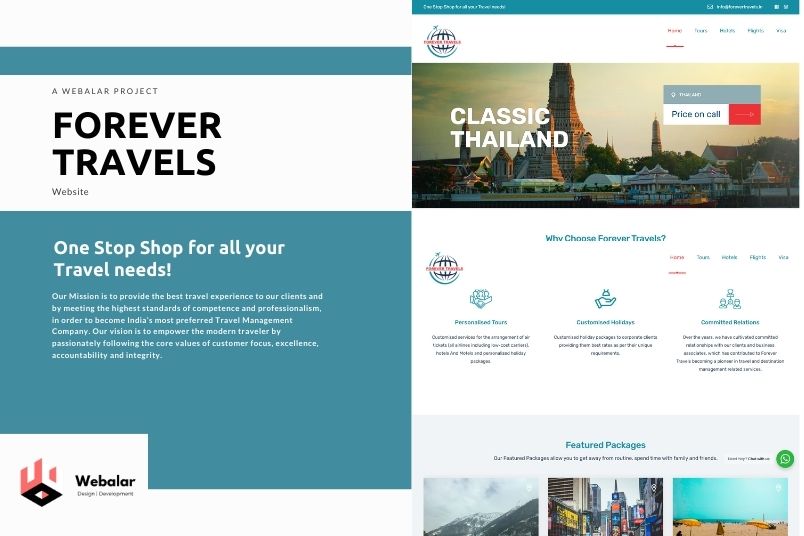 A WEBALAR PROJECT
FOREVER
TRAVELS
Website
One Stop Shop for all your
Travel needs!
Our Mission is to provide the best travel experience to our clients and
by meeting the highest standards of competence and professionalism,
in order to become India's most preferred Travel Management
Company. Our vision is to empower the modern traveler by
passionately following the core values of customer focus, excellence,
accountability and integrity.
Webalar
Design | Development
One Stop Shop for all your Travel needs!
info@forevertravels.in
FOREVER TRAVELS
Home Tours Hotels Flights Visa
CLASSIC
THAILAND
THAILAND
Price on call
Why Choose Forever Travels?
FOREVER TRAVELS
Home Tours Hotels Flights Visa
Personalised Tours
Customised services for the arrangement of air
tickets (all airlines including low-cost carriers),
hotels And Motels and personalised holiday
packages.
Customised Holidays
Customised holiday packages to corporate clients
providing them best rates as per their unique
requirements.
Committed Relations
Over the years, we have cultivated committed
relationships with our clients and business
associates, which has contributed to Forever
Travels becoming a pioneer in travel and destination
management related services.
Featured Packages
Our Featured Packages allow you to get away from routine, spend time with family and friends.
Need Help? Chat with us